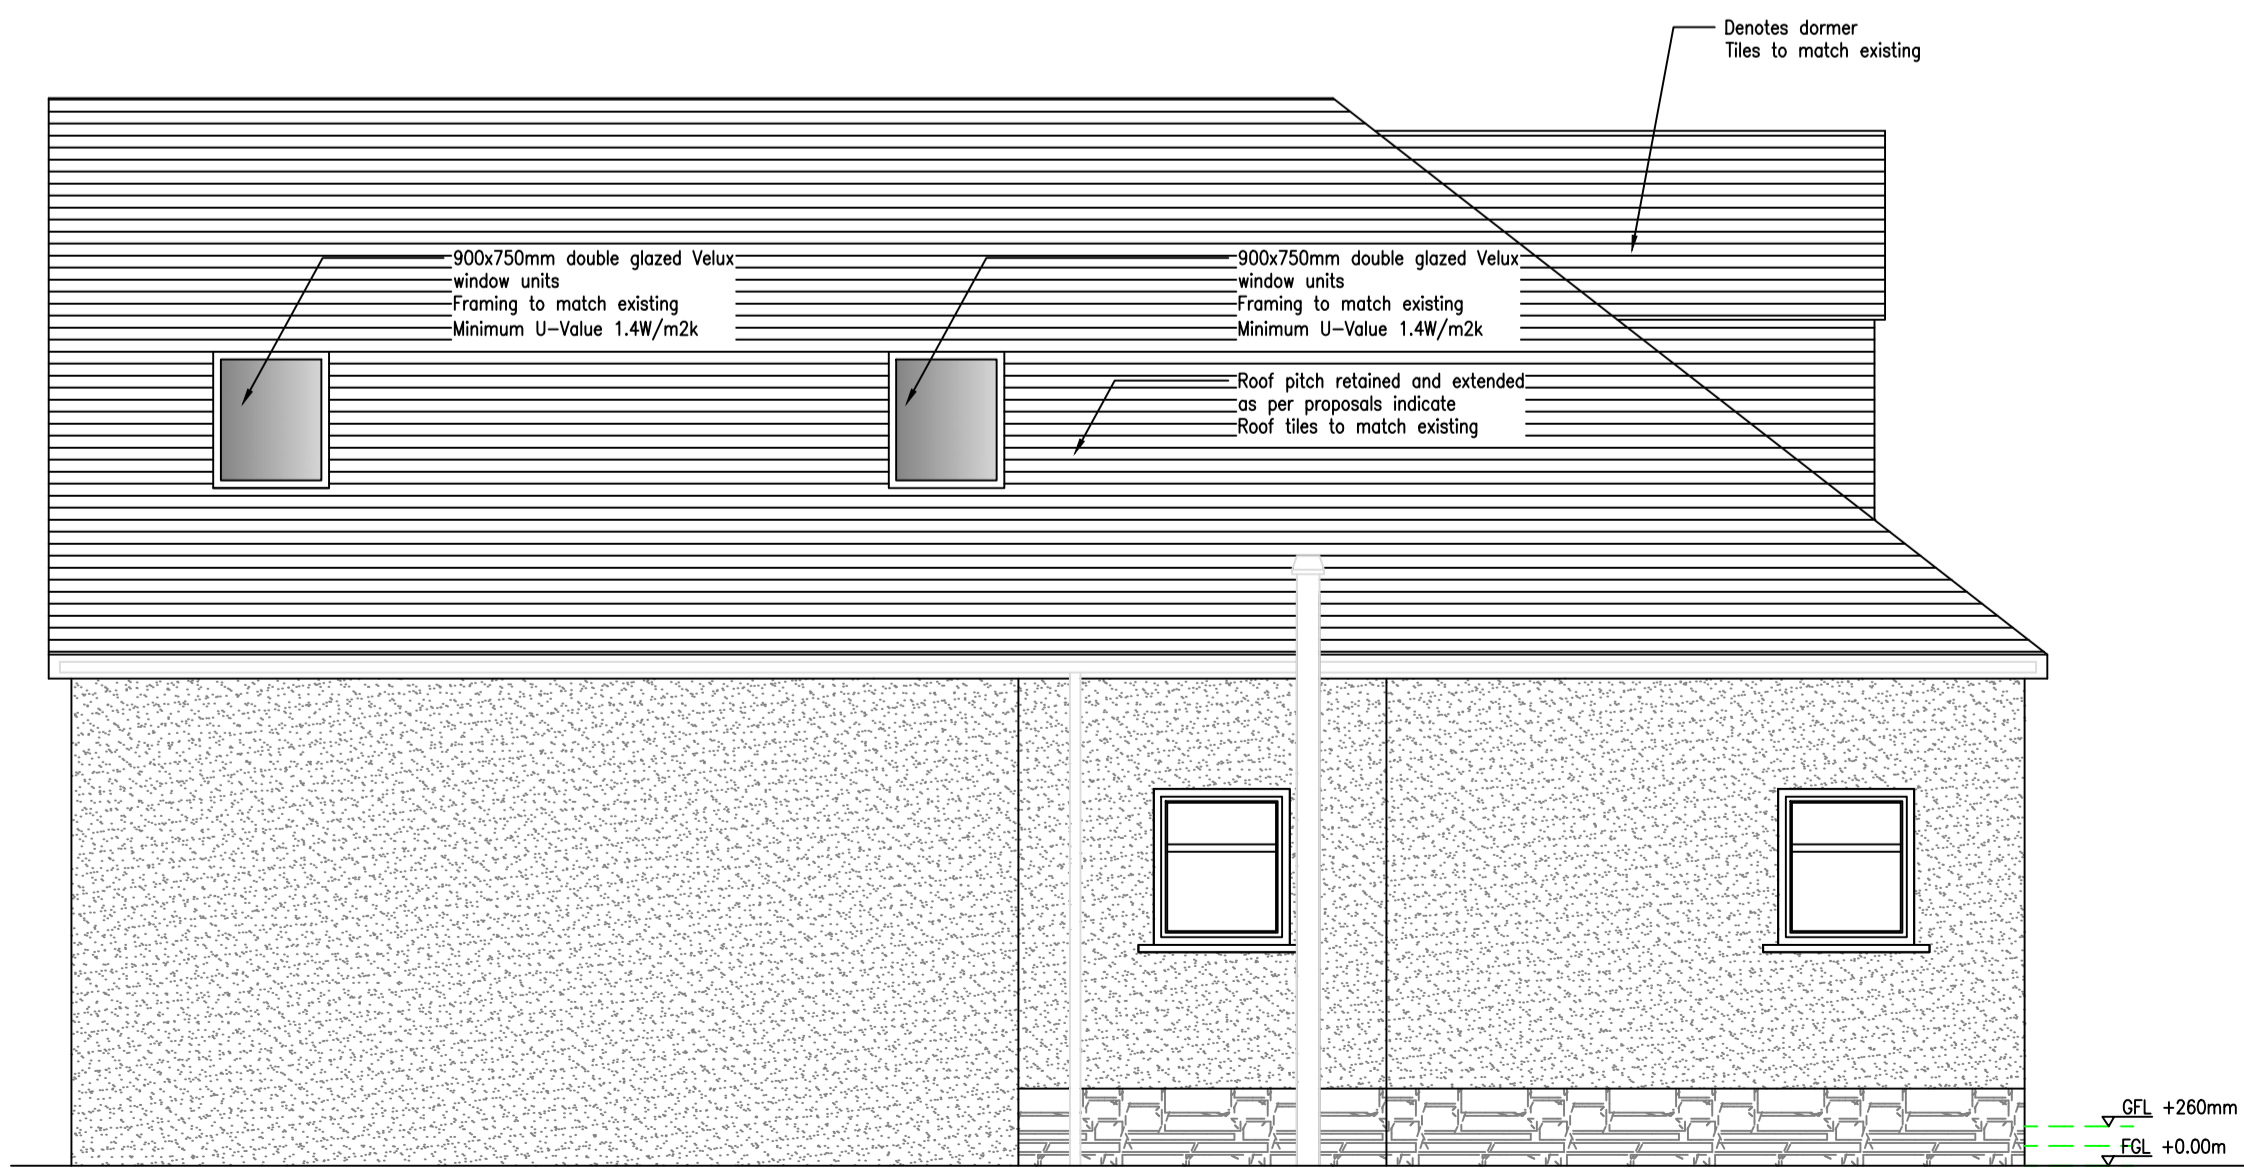 Denotes dormer
Tiles to match existing
900x750mm double glazed Velux
window units
Framing to match existing
Minimum U-Value 1.4W/m2k
900x750mm double glazed Velux
window units
Framing to match existing
Minimum U-Value 1.4W/m2k
Roof pitch retained and extended
as per proposals indicate
Roof tiles to match existing
GFL +260mm
FGL +0.00m